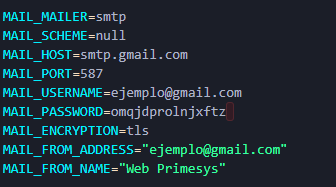 MAIL_MAILER=smtp
MAIL_SCHEME=null
MAIL_HOST=smtp.gmail.com
MAIL_PORT=587
MAIL_USERNAME=ejemplo@gmail.com
MAIL_PASSWORD=omqjdprolnjxftz
MAIL_ENCRYPTION=tls
MAIL_FROM_ADDRESS="ejemplo@gmail.com"
MAIL_FROM_NAME="Web Primesys"